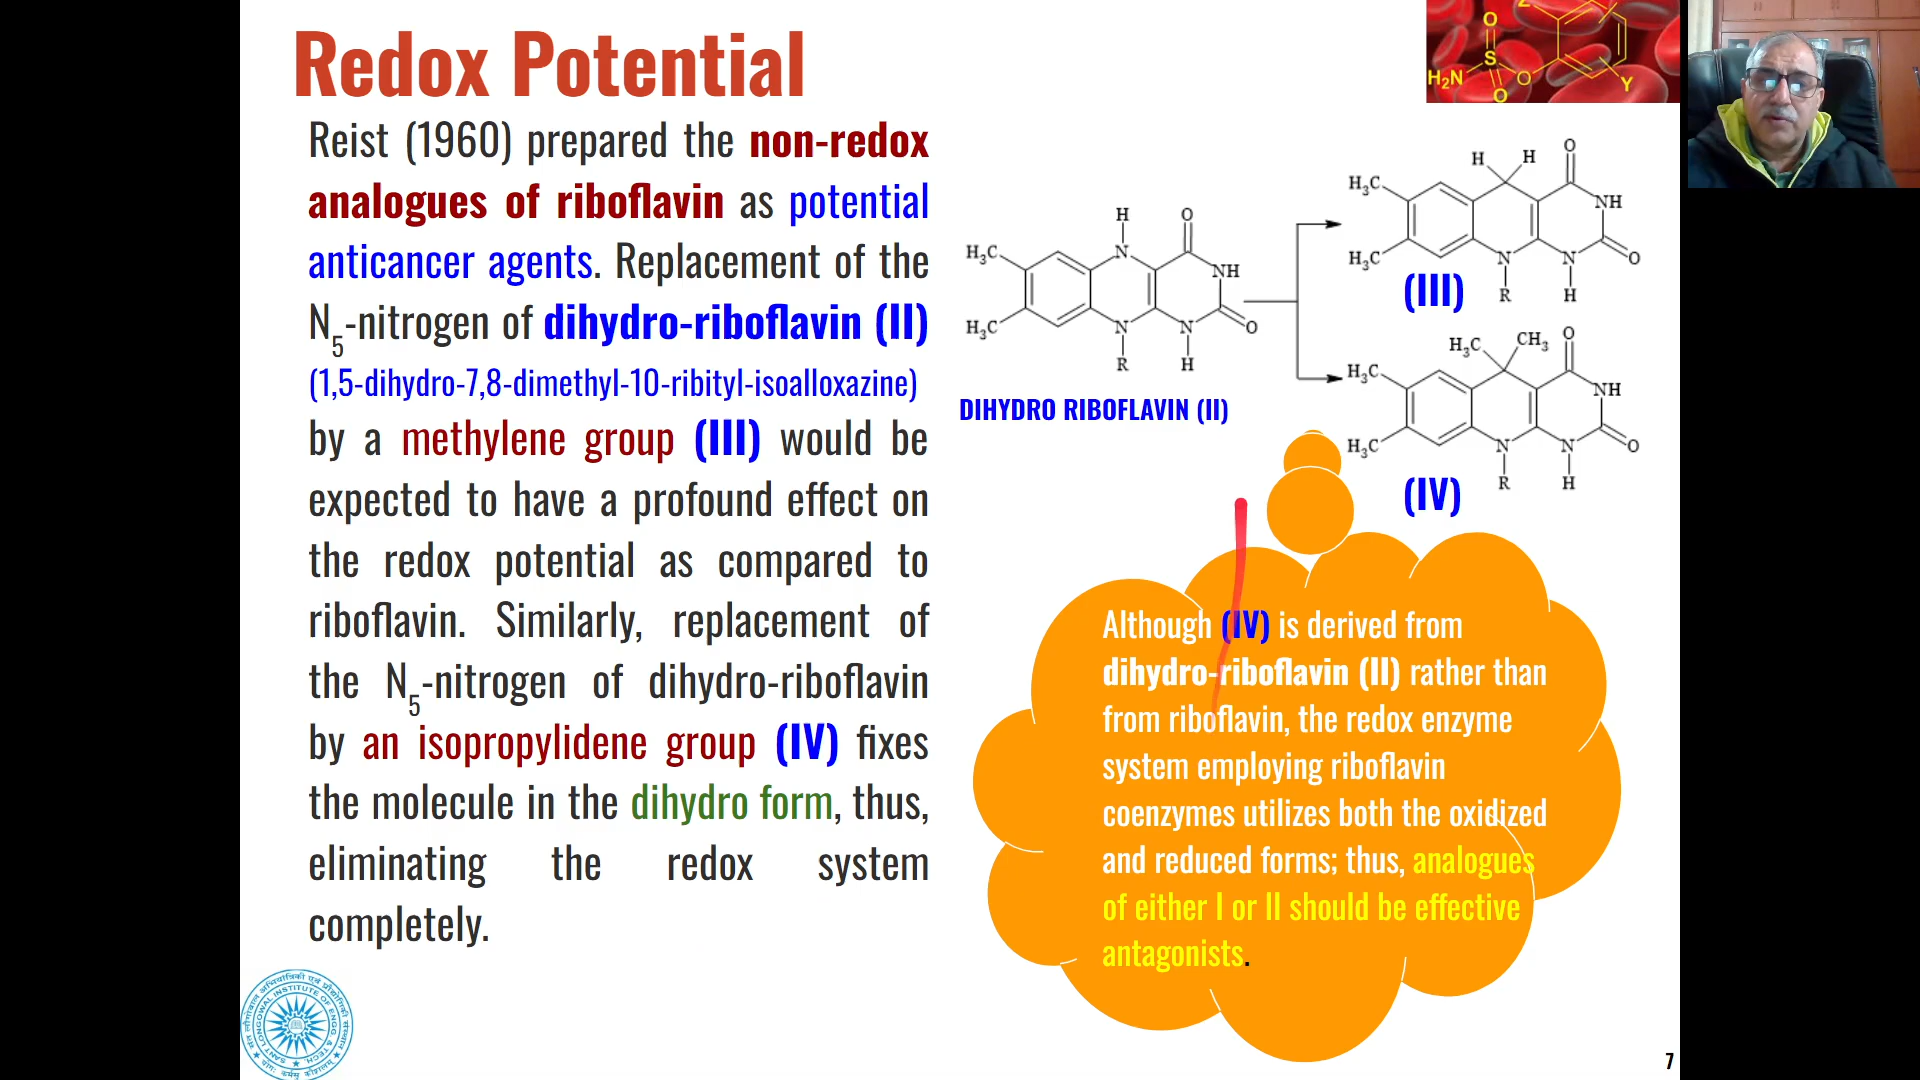 Redox Potential
Reist (1960) prepared the non-redox
analogues of riboflavin as potential
anticancer agents. Replacement of the
N5-nitrogen of dihydro-riboflavin (II)
(1,5-dihydro-7,8-dimethyl-10-ribityl-isoalloxazine)
by a methylene group (III) would be
expected to have a profound effect on
the redox potential as compared to
riboflavin. Similarly, replacement of
the N5-nitrogen of dihydro-riboflavin
by an isopropylidene group (IV) fixes
the molecule in the dihydro form, thus,
eliminating the redox system
completely.
H O
H3C N NH
H3C N N O
R H
DIHYDRO RIBOFLAVIN (II)
H H O
H3C NH
H3C N N O
R H
(III)
H3C CH3 O
H3C NH
H3C N N O
R H
(IV)
Although (IV) is derived from
dihydro-riboflavin (II) rather than
from riboflavin, the redox enzyme
system employing riboflavin
coenzymes utilizes both the oxidized
and reduced forms; thus, analogues
of either I or II should be effective
antagonists.
Z
O
H2N S O
O Y
SANT LONGOWAL INSTITUTE OF ENGG. & TECH.
7